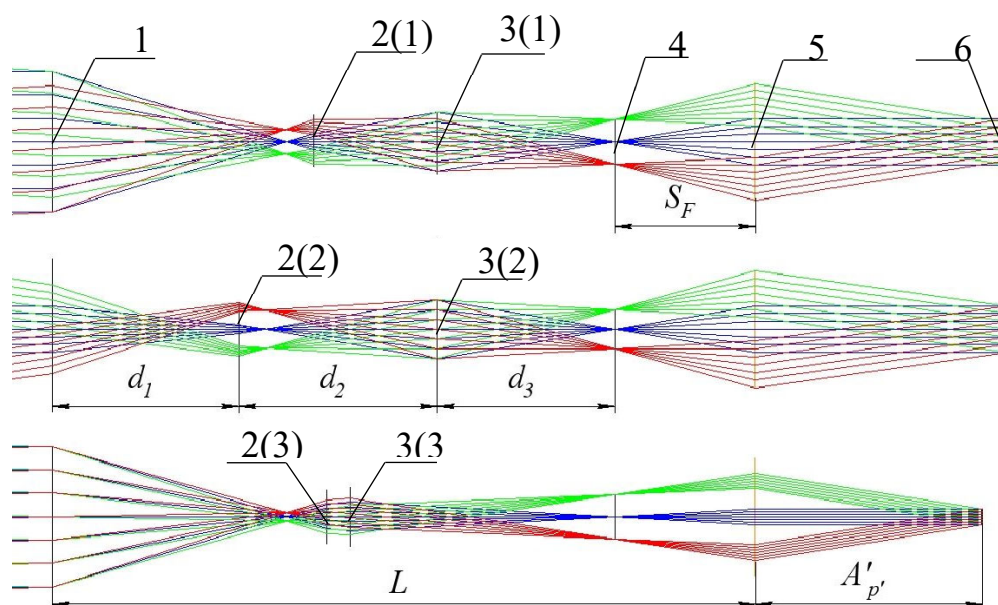 1
2(1)
3(1)
4
5
6
S_F
2(2)
3(2)
d_1
d_2
d_3
2(3)
3(3
L
A'_{p'}